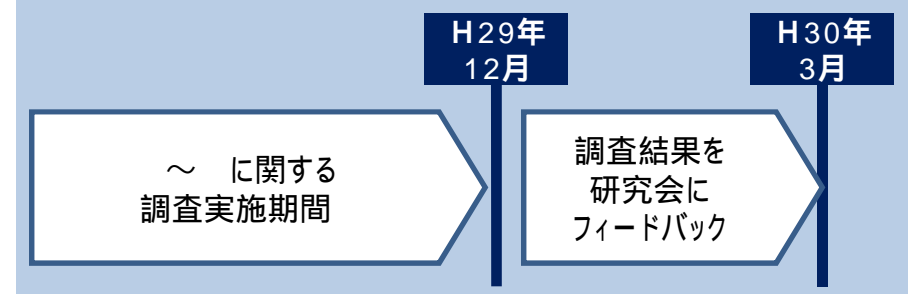 H29年
12月
H30年
3月
～　に関する
調査実施期間
調査結果を
研究会に
フィードバック